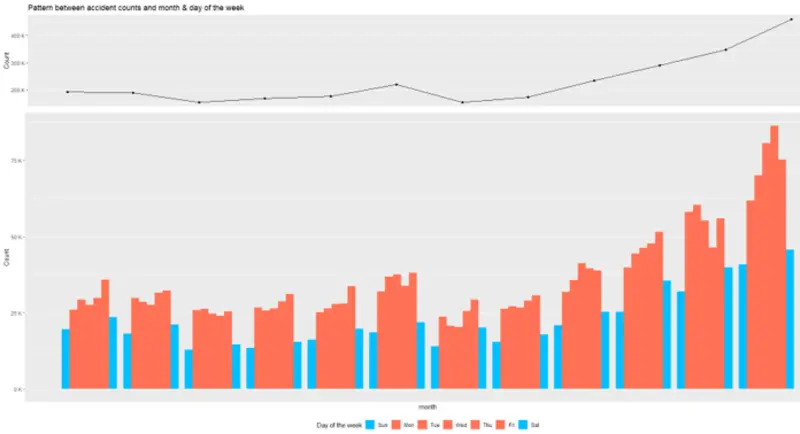 Pattern between accident counts and month & day of the week
Count
400 K
300 K
200 K
Count
75 K
50 K
25 K
0 K
month
Day of the week Sun Mon Tue Wed Thu Fri Sat